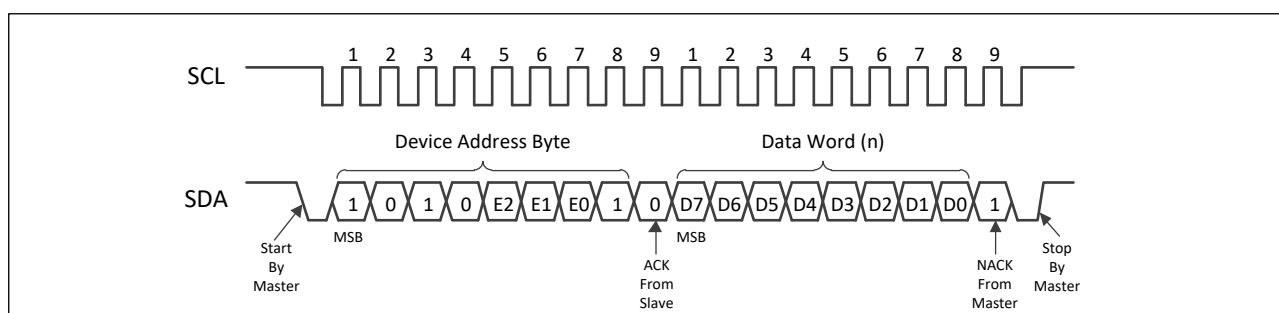 1 2 3 4 5 6 7 8 9 1 2 3 4 5 6 7 8 9
SCL
Device Address Byte Data Word (n)
SDA 1 0 1 0 E2 E1 E0 1 0 D7 D6 D5 D4 D3 D2 D1 D0 1
MSB MSB
Start
By
Master
ACK
From
Slave
NACK
From
Master
Stop
By
Master